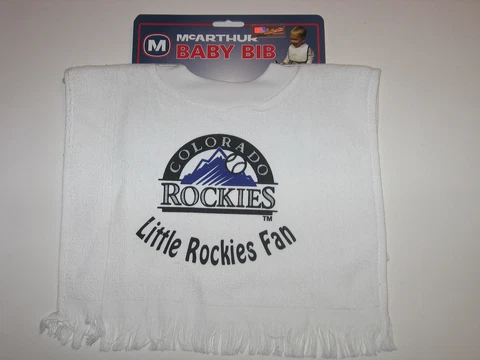 M McARTHUR
BABY BIB
COLORADO
ROCKIES
TM
Little Rockies Fan